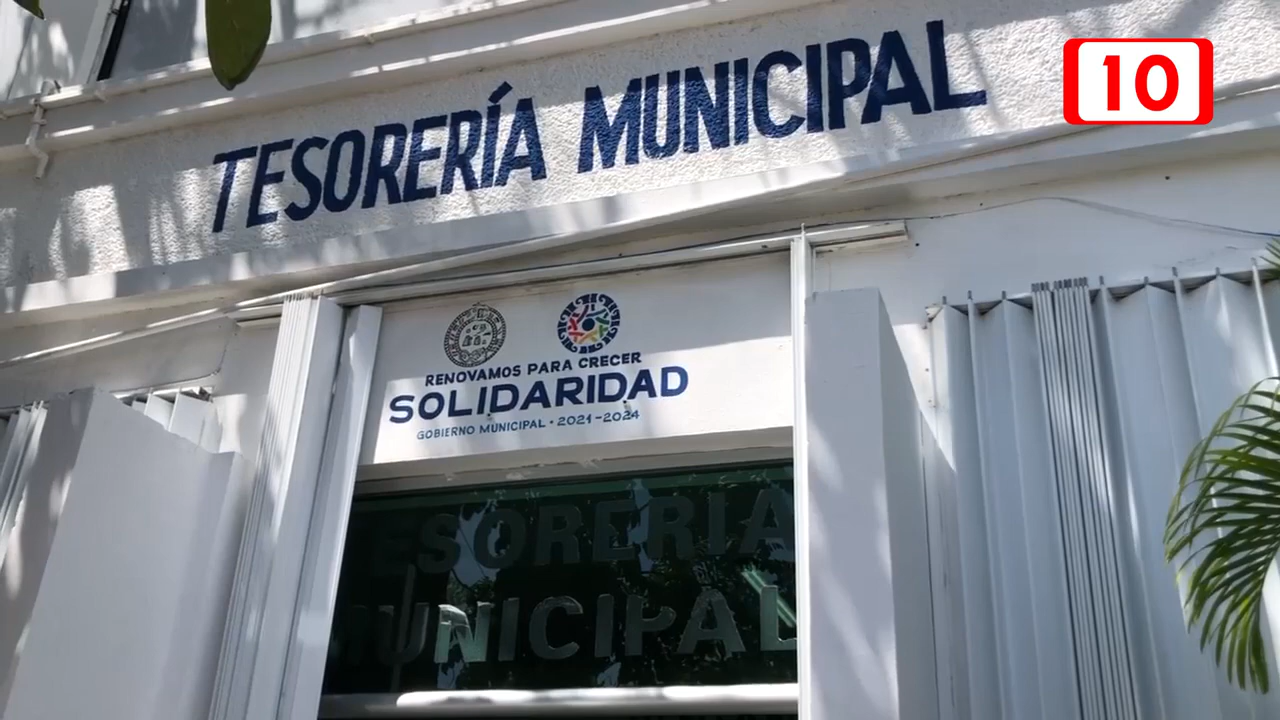 TESORERÍA MUNICIPAL
10
RENOVAMOS PARA CRECER
SOLIDARIDAD
GOBIERNO MUNICIPAL • 2021-2024
TESORERIA
MUNICIPAL